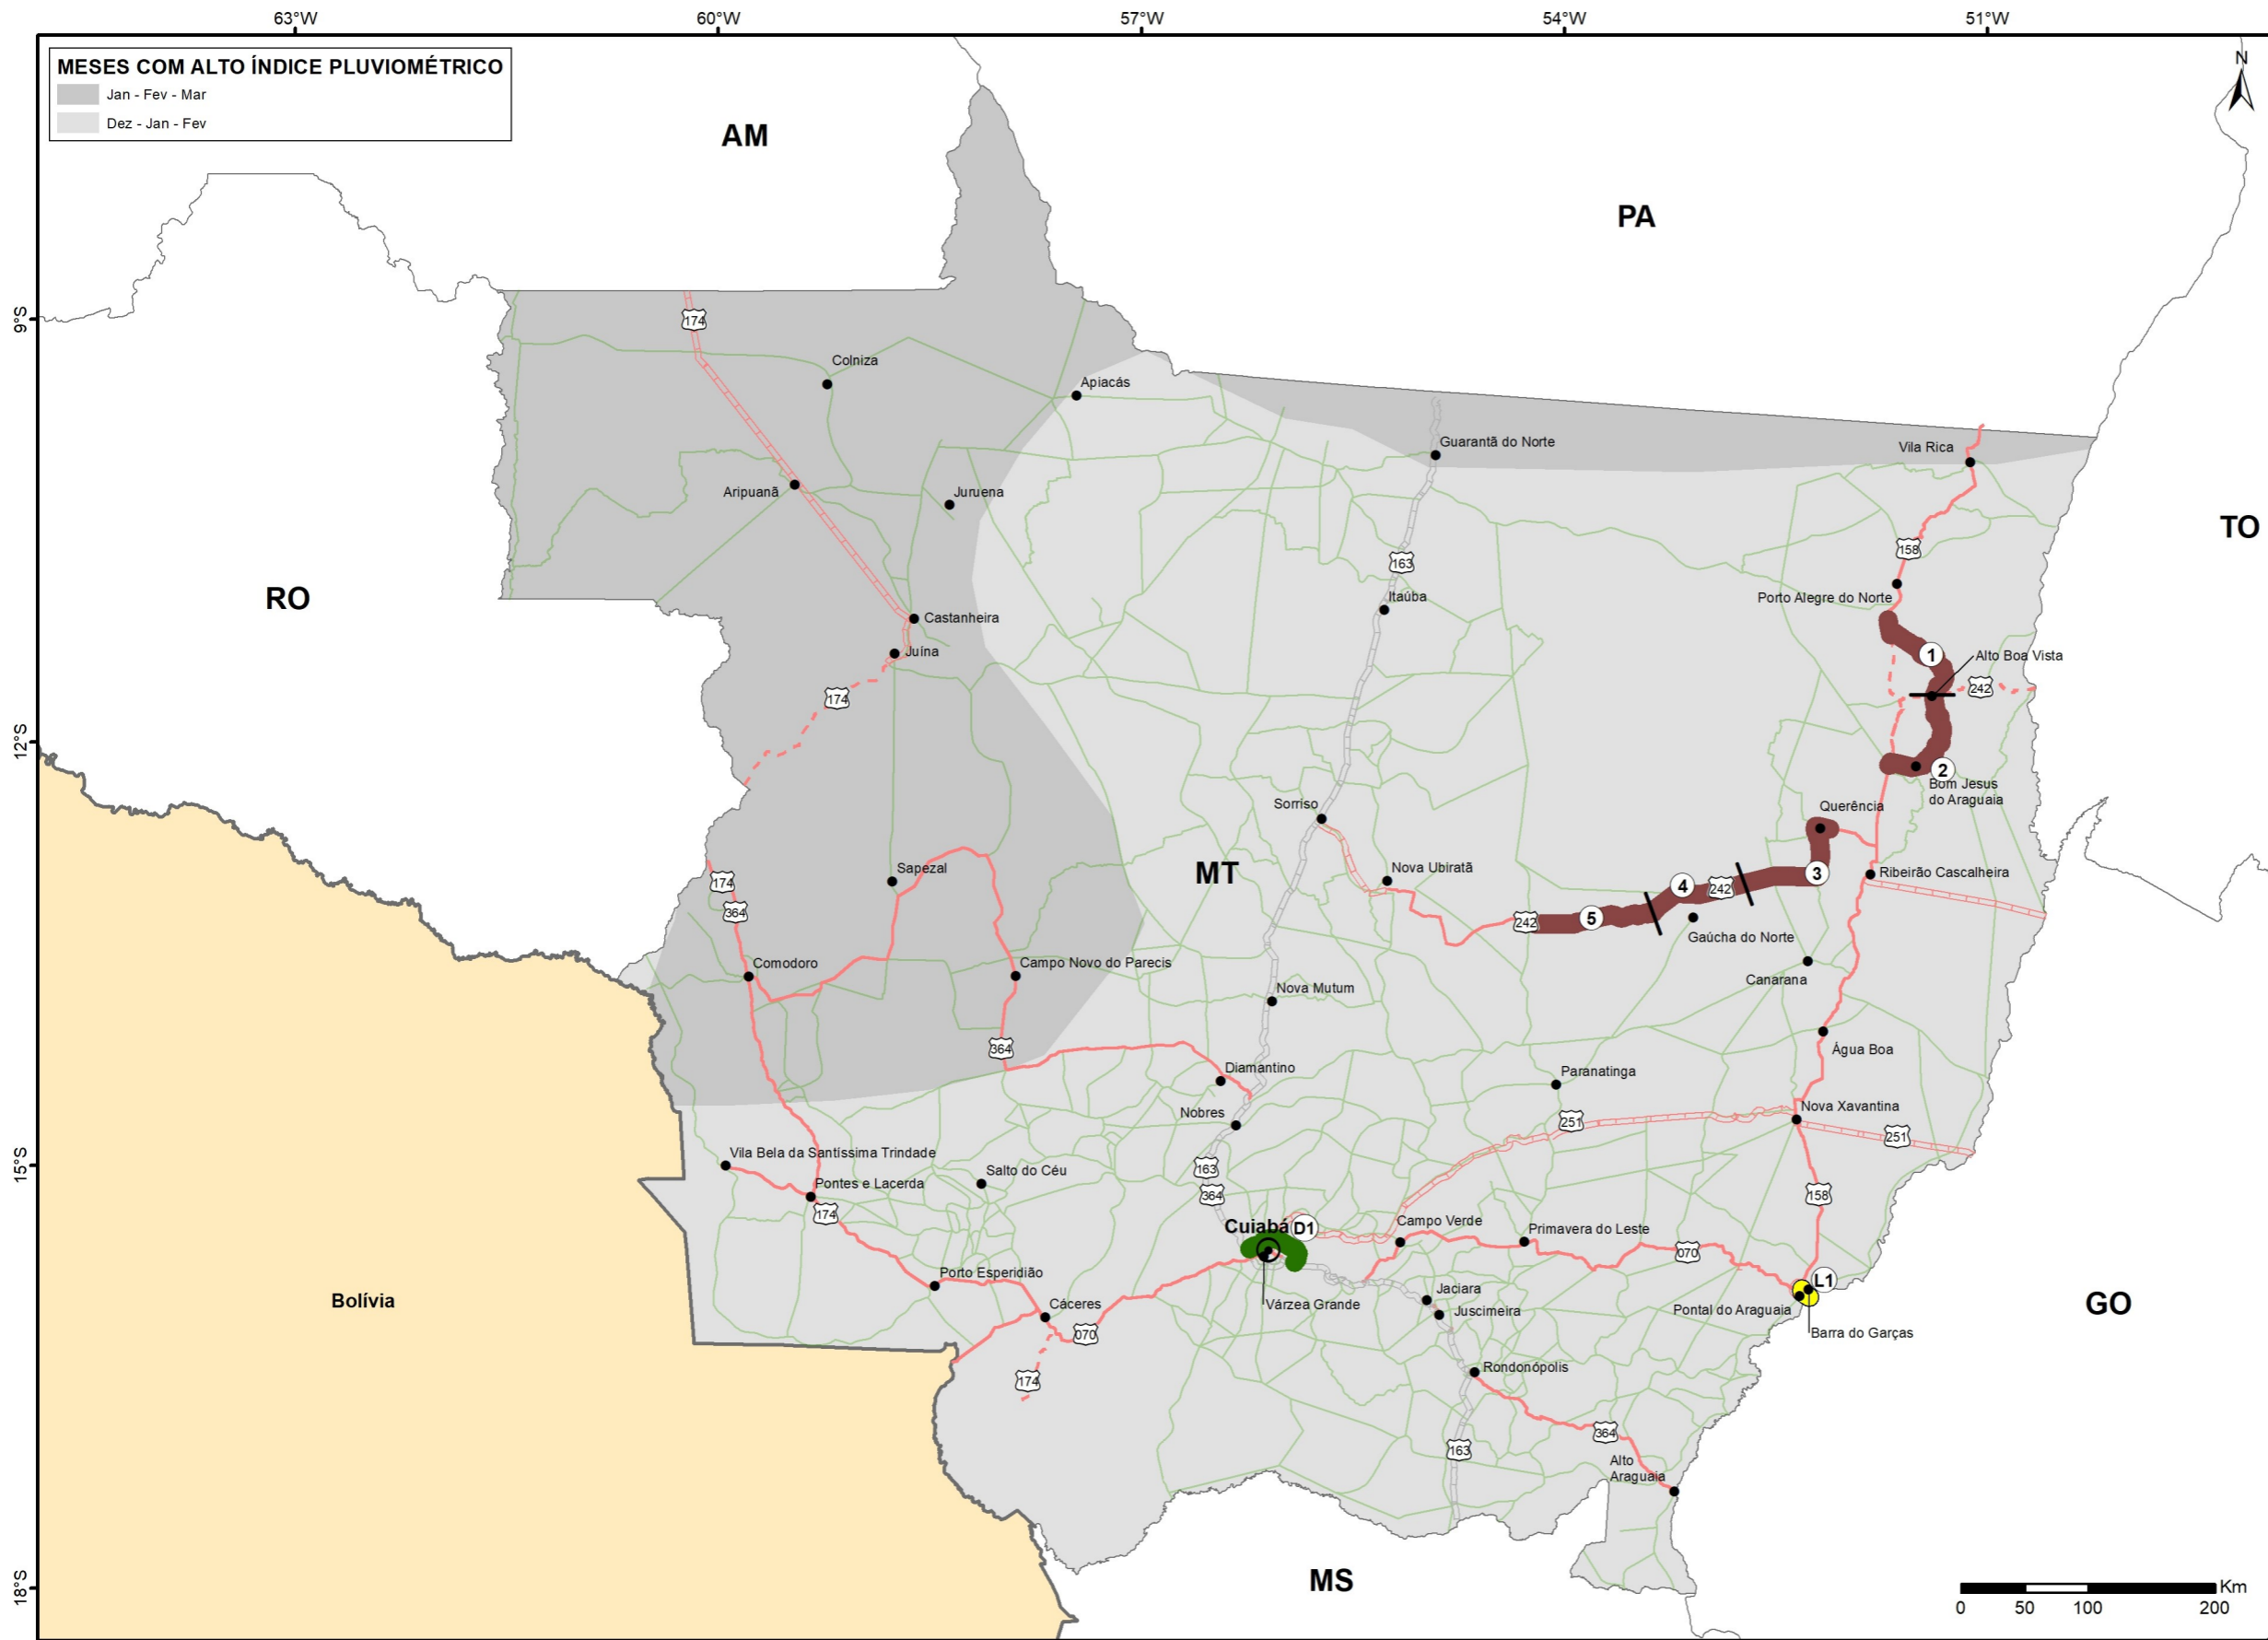 63°W
60°W
57°W
54°W
51°W
MESES COM ALTO ÍNDICE PLUVIOMÉTRICO
Jan - Fev - Mar
Dez - Jan - Fev
N
AM
PA
9°S
174
Colniza
Apiacás
Guarantã do Norte
Vila Rica
Aripuanã
Juruena
TO
158
163
RO
Itaúba
Porto Alegre do Norte
Castanheira
Juína
1
Alto Boa Vista
174
242
12°S
2
Bom Jesus
do Araguaia
Sorriso
Querência
Sapezal
MT
Nova Ubiratã
174
364
4
242
3
Ribeirão Cascalheira
242
5
Gaúcha do Norte
Comodoro
Campo Novo do Parecis
Canarana
Nova Mutum
364
Água Boa
Diamantino
Paranatinga
Nobres
Nova Xavantina
251
251
15°S
Vila Bela da Santíssima Trindade
163
Salto do Céu
Pontes e Lacerda
364
158
174
Cuiabá
D1
Campo Verde
Primavera do Leste
070
Porto Esperidião
L1
Bolívia
Cáceres
Várzea Grande
Jaciara
Juscimeira
Pontal do Araguaia
GO
070
Barra do Garças
174
Rondonópolis
364
163
Alto
Araguaia
18°S
MS
Km
0
50
100
200